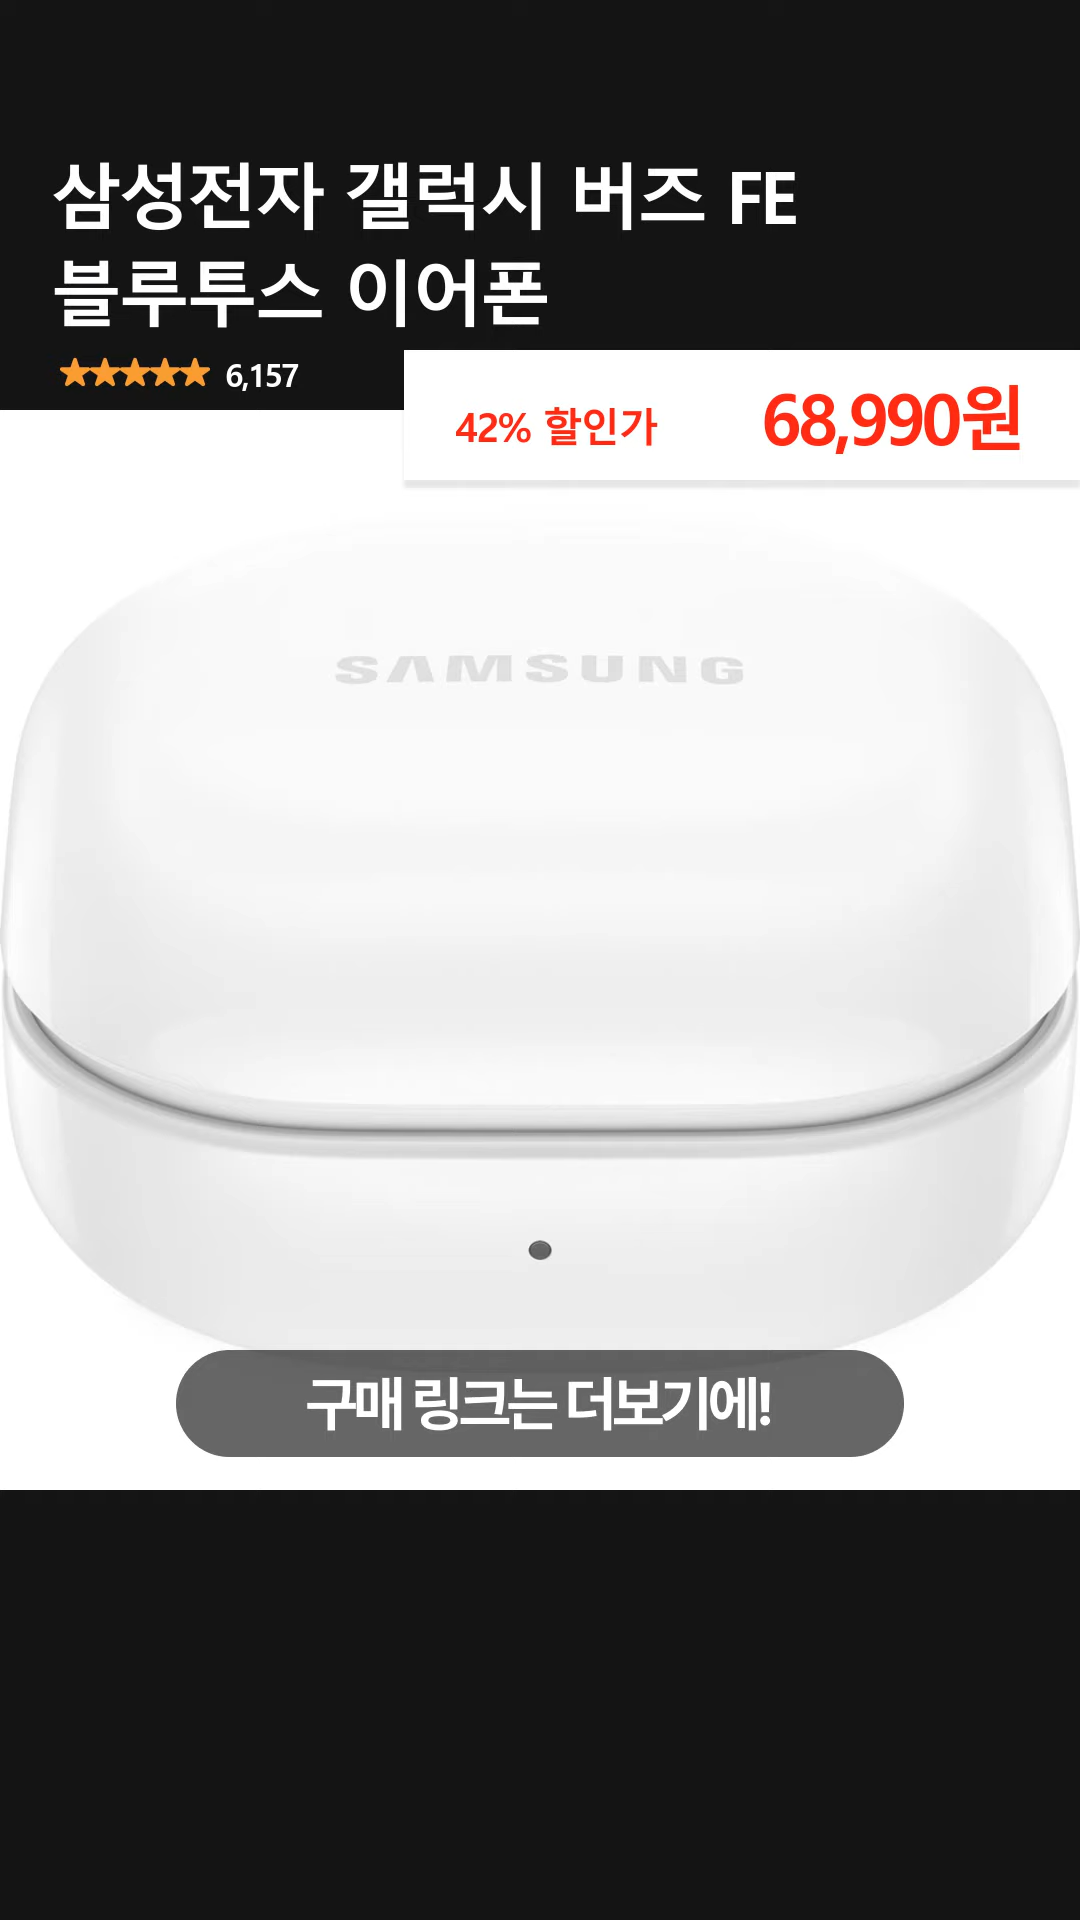 삼성전자 갤럭시 버즈 FE
블루투스 이어폰
6,157
42% 할인가
68,990원
SAMSUNG
구매 링크는 더보기에!